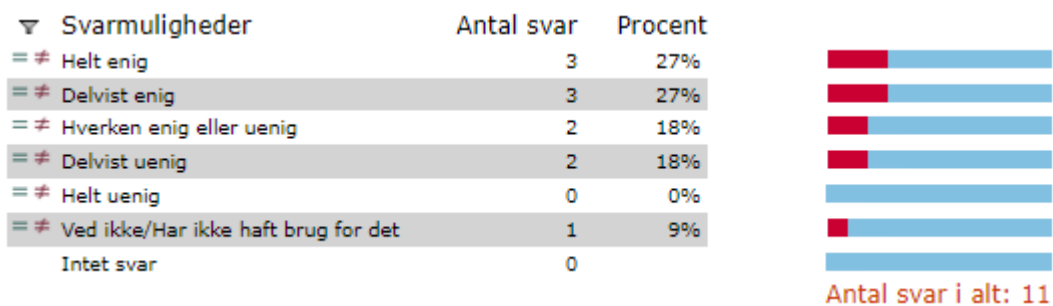 Svarmuligheder Antal svar Procent
= ≠ Helt enig 3 27%
= ≠ Delvist enig 3 27%
= ≠ Hverken enig eller uenig 2 18%
= ≠ Delvist uenig 2 18%
= ≠ Helt uenig 0 0%
= ≠ Ved ikke/Har ikke haft brug for det 1 9%
Intet svar 0
Antal svar i alt: 11